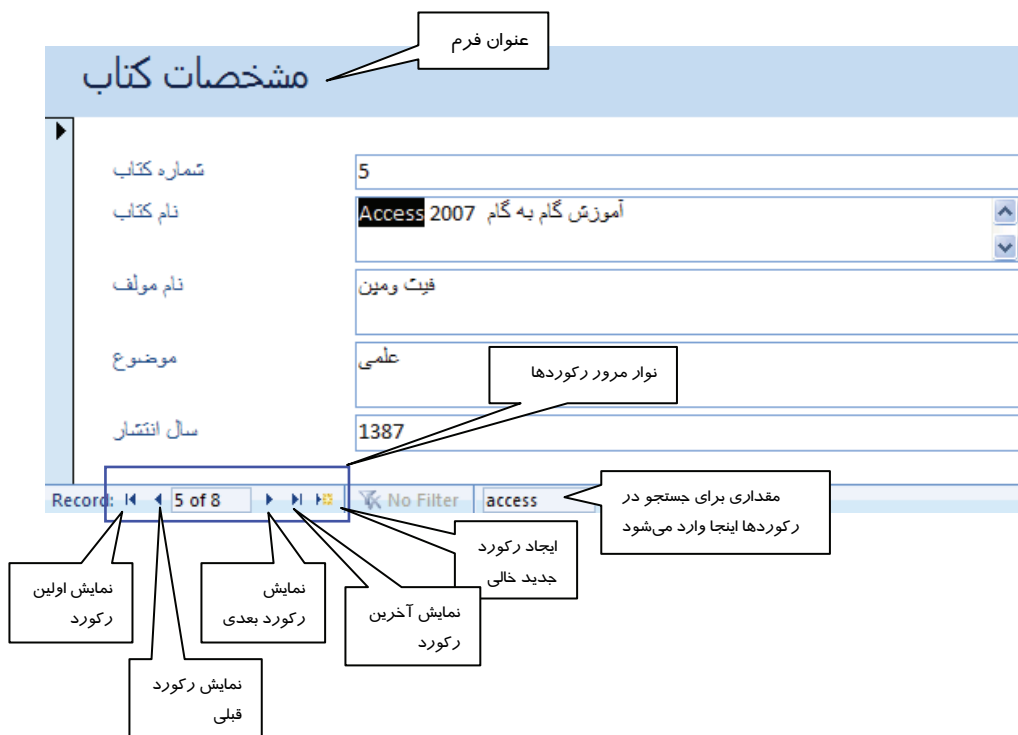 عنوان فرم
مشخصات کتاب
شماره کتاب
5
نام کتاب
آموزش گام به گام Access 2007
نام مولف
فیت ومین
موضوع
علمی
نوار مرور رکوردها
سال انتشار
1387
Record: 5 of 8 No Filter access
مقداری برای جستجو در
رکوردها اینجا وارد می‌شود
ایجاد رکورد
جدید خالی
نمایش اولین
رکورد
نمایش
رکورد بعدی
نمایش آخرین
رکورد
نمایش رکورد
قبلی